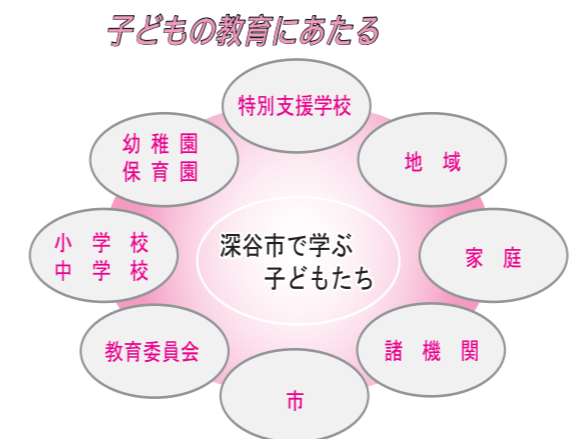 子どもの教育にあたる
特別支援学校
幼稚園
保育園
地域
小学校
中学校
深谷市で学ぶ
子どもたち
家庭
教育委員会
諸機関
市